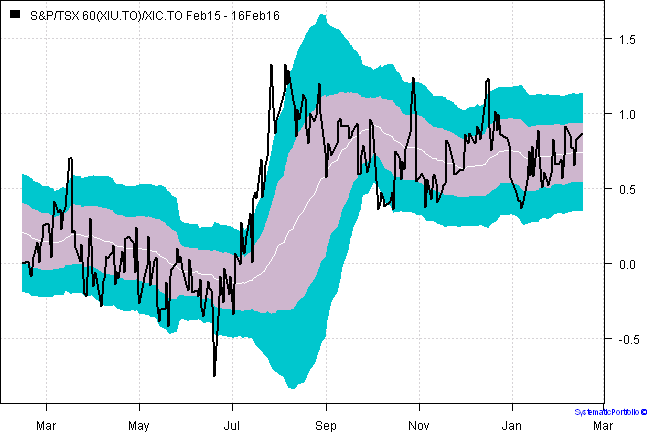 S&P/TSX 60(XIU.TO)/XIC.TO Feb15 - 16Feb16
1.5
1.0
0.5
0.0
-0.5
Mar May Jul Sep Nov Jan Mar
SystematicPortfolio ©